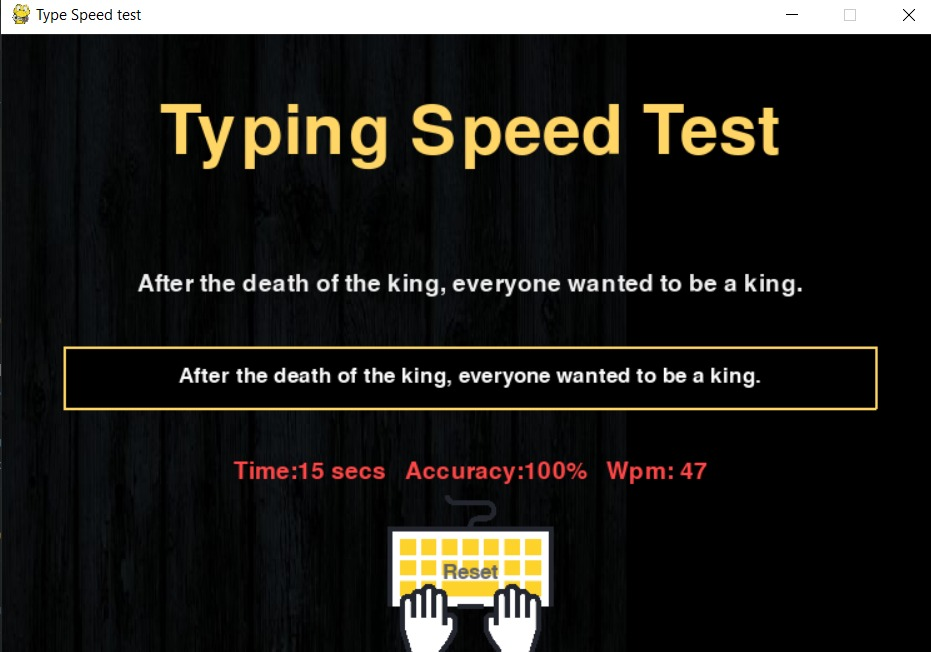 Type Speed test
Typing Speed Test
After the death of the king, everyone wanted to be a king.
After the death of the king, everyone wanted to be a king.
Time:15 secs Accuracy:100% Wpm: 47
Reset